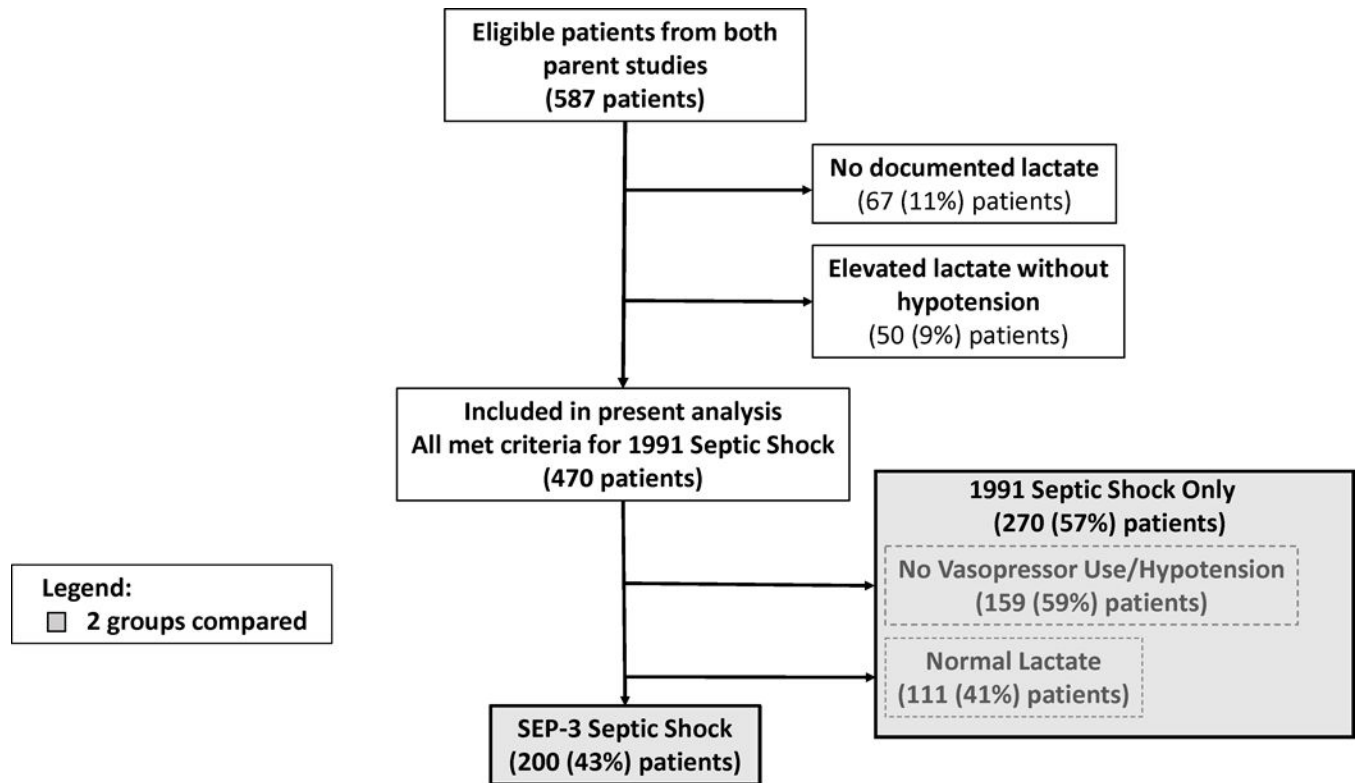 Eligible patients from both
parent studies
(587 patients)
No documented lactate
(67 (11%) patients)
Elevated lactate without
hypotension
(50 (9%) patients)
Included in present analysis
All met criteria for 1991 Septic Shock
(470 patients)
1991 Septic Shock Only
(270 (57%) patients)
No Vasopressor Use/Hypotension
(159 (59%) patients)
Normal Lactate
(111 (41%) patients)
Legend:
2 groups compared
SEP-3 Septic Shock
(200 (43%) patients)